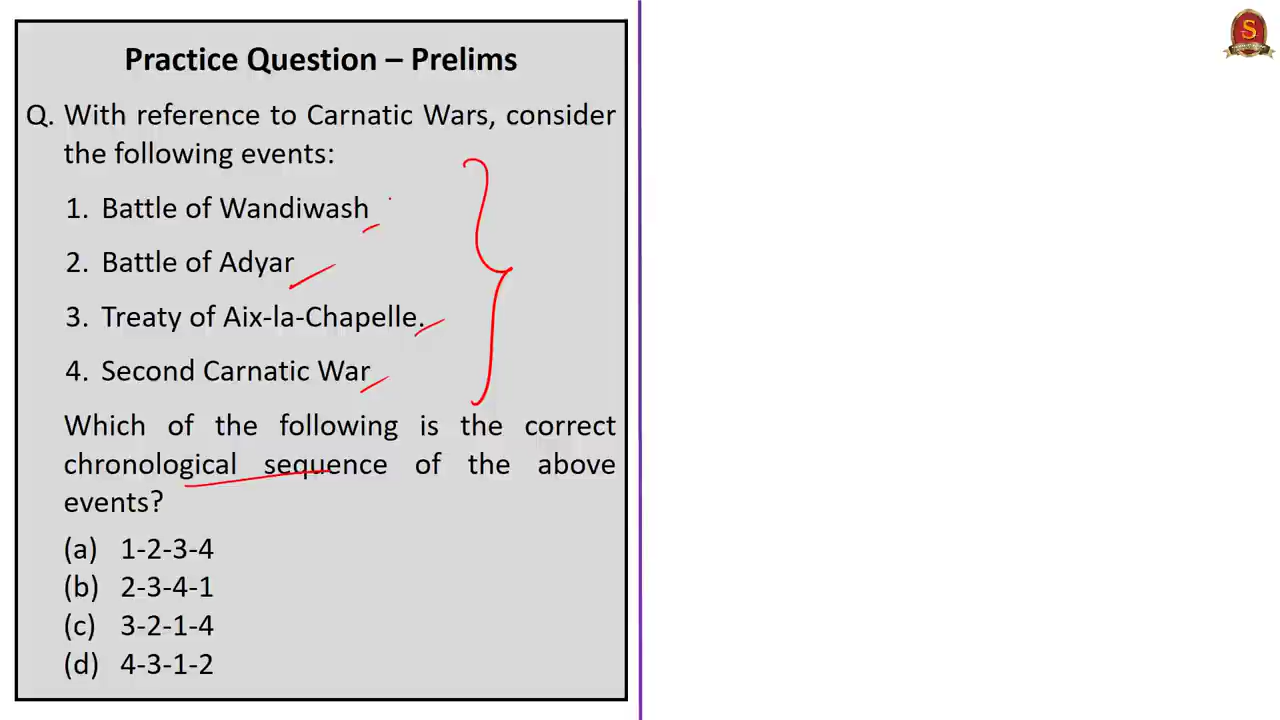 Practice Question – Prelims
Q. With reference to Carnatic Wars, consider
the following events:
1. Battle of Wandiwash
2. Battle of Adyar
3. Treaty of Aix-la-Chapelle.
4. Second Carnatic War
Which of the following is the correct
chronological sequence of the above
events?
(a) 1-2-3-4
(b) 2-3-4-1
(c) 3-2-1-4
(d) 4-3-1-2
S